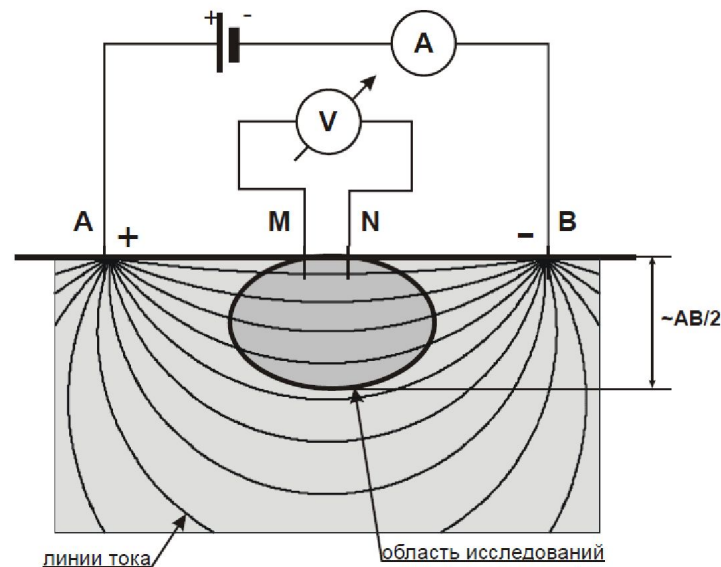 + -
A
V
A + M N - B
~AB/2
линии тока
область исследований